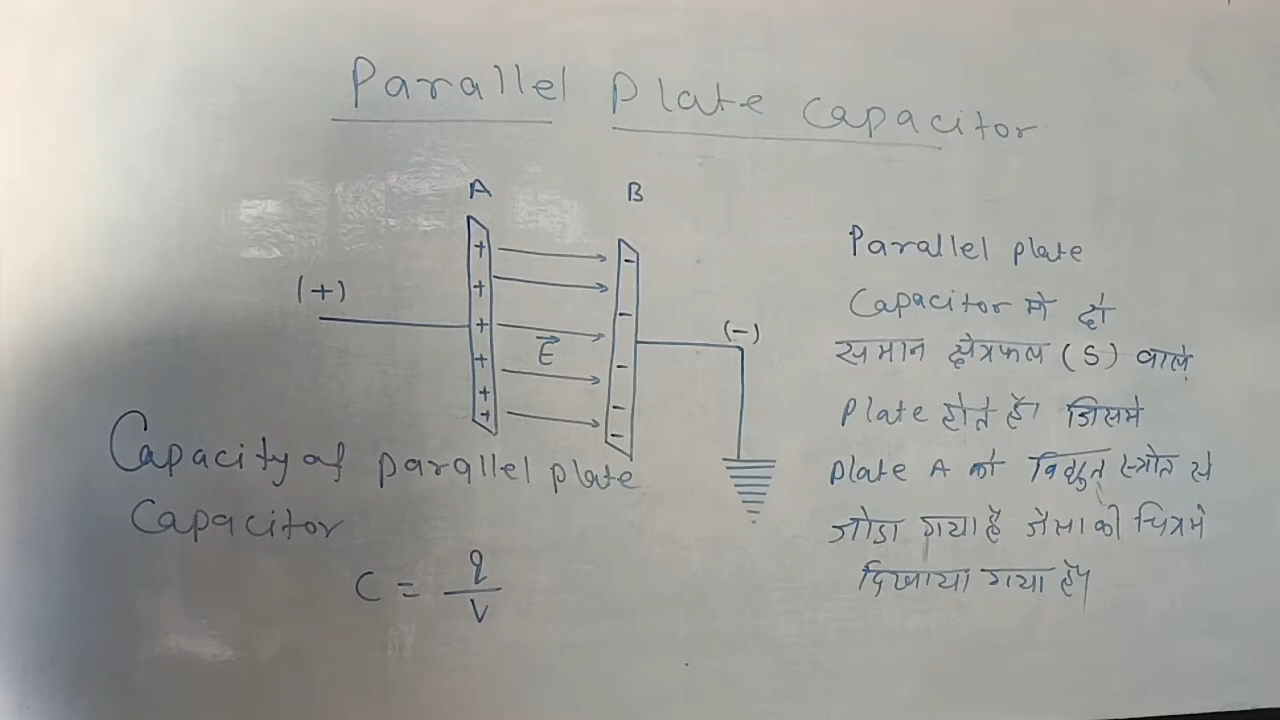 Parallel Plate Capacitor
A B
(+)
+ -
+ -
+ -
+ -
+ -
+
(-)
E⃗
Capacity of parallel plate
Capacitor
C = q/V
Parallel plate
Capacitor मे दो
समान क्षेत्रफल (S) वाले
Plate होते है। जिसमे
plate A को विद्युत स्त्रोत से
जोडा गया है जैसा की चित्र मे
दिखाया गया है।